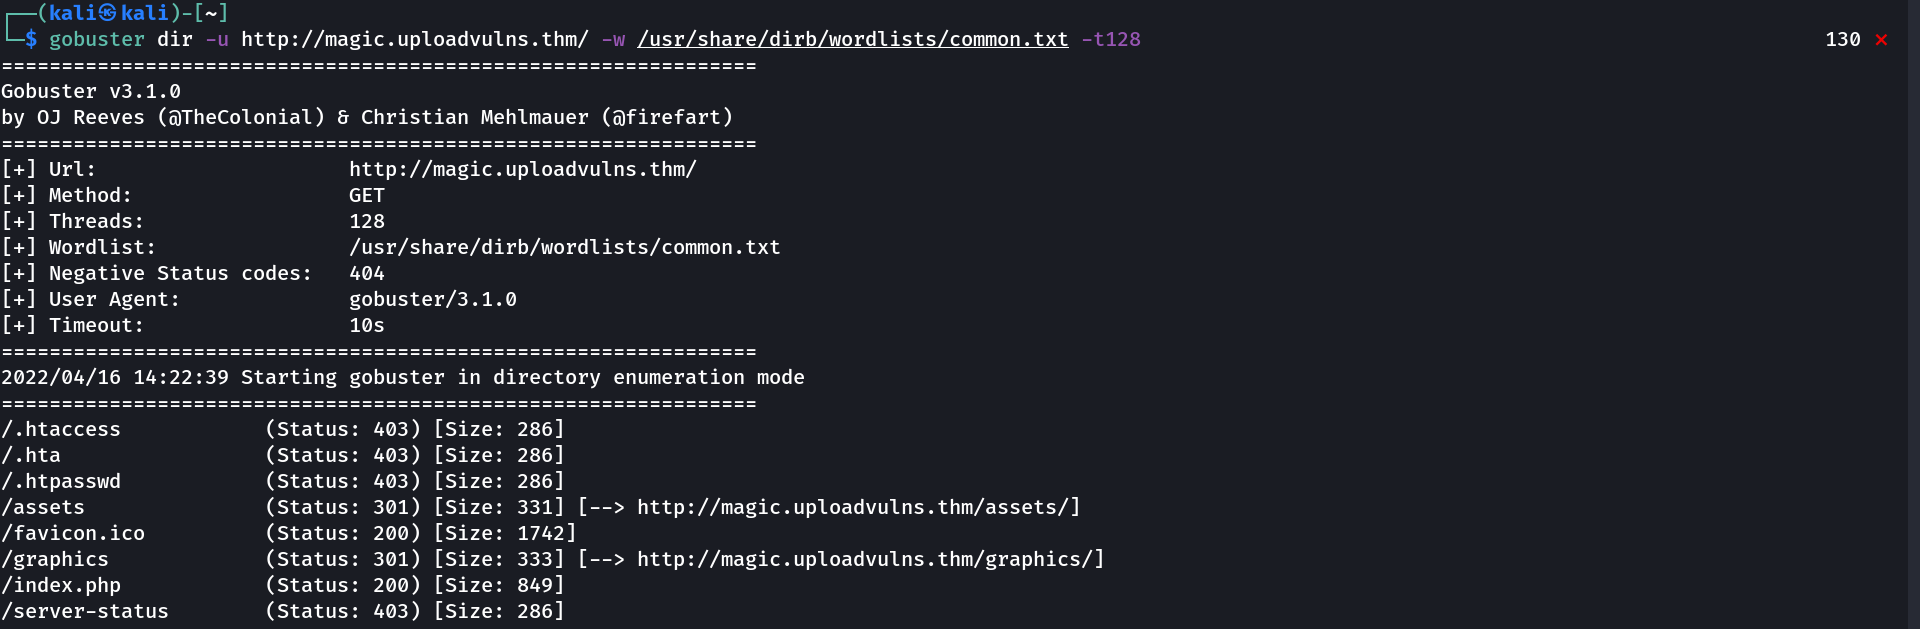 ┌──(kali㉿kali)-[~]
└─$ gobuster dir -u http://magic.uploadvulns.thm/ -w /usr/share/dirb/wordlists/common.txt -t128 130 ⨯
===============================================================
Gobuster v3.1.0
by OJ Reeves (@TheColonial) & Christian Mehlmauer (@firefart)
===============================================================
[+] Url:                     http://magic.uploadvulns.thm/
[+] Method:                  GET
[+] Threads:                 128
[+] Wordlist:                /usr/share/dirb/wordlists/common.txt
[+] Negative Status codes:   404
[+] User Agent:              gobuster/3.1.0
[+] Timeout:                 10s
===============================================================
2022/04/16 14:22:39 Starting gobuster in directory enumeration mode
===============================================================
/.htaccess            (Status: 403) [Size: 286]
/.hta                 (Status: 403) [Size: 286]
/.htpasswd            (Status: 403) [Size: 286]
/assets               (Status: 301) [Size: 331] [--> http://magic.uploadvulns.thm/assets/]
/favicon.ico          (Status: 200) [Size: 1742]
/graphics             (Status: 301) [Size: 333] [--> http://magic.uploadvulns.thm/graphics/]
/index.php            (Status: 200) [Size: 849]
/server-status        (Status: 403) [Size: 286]